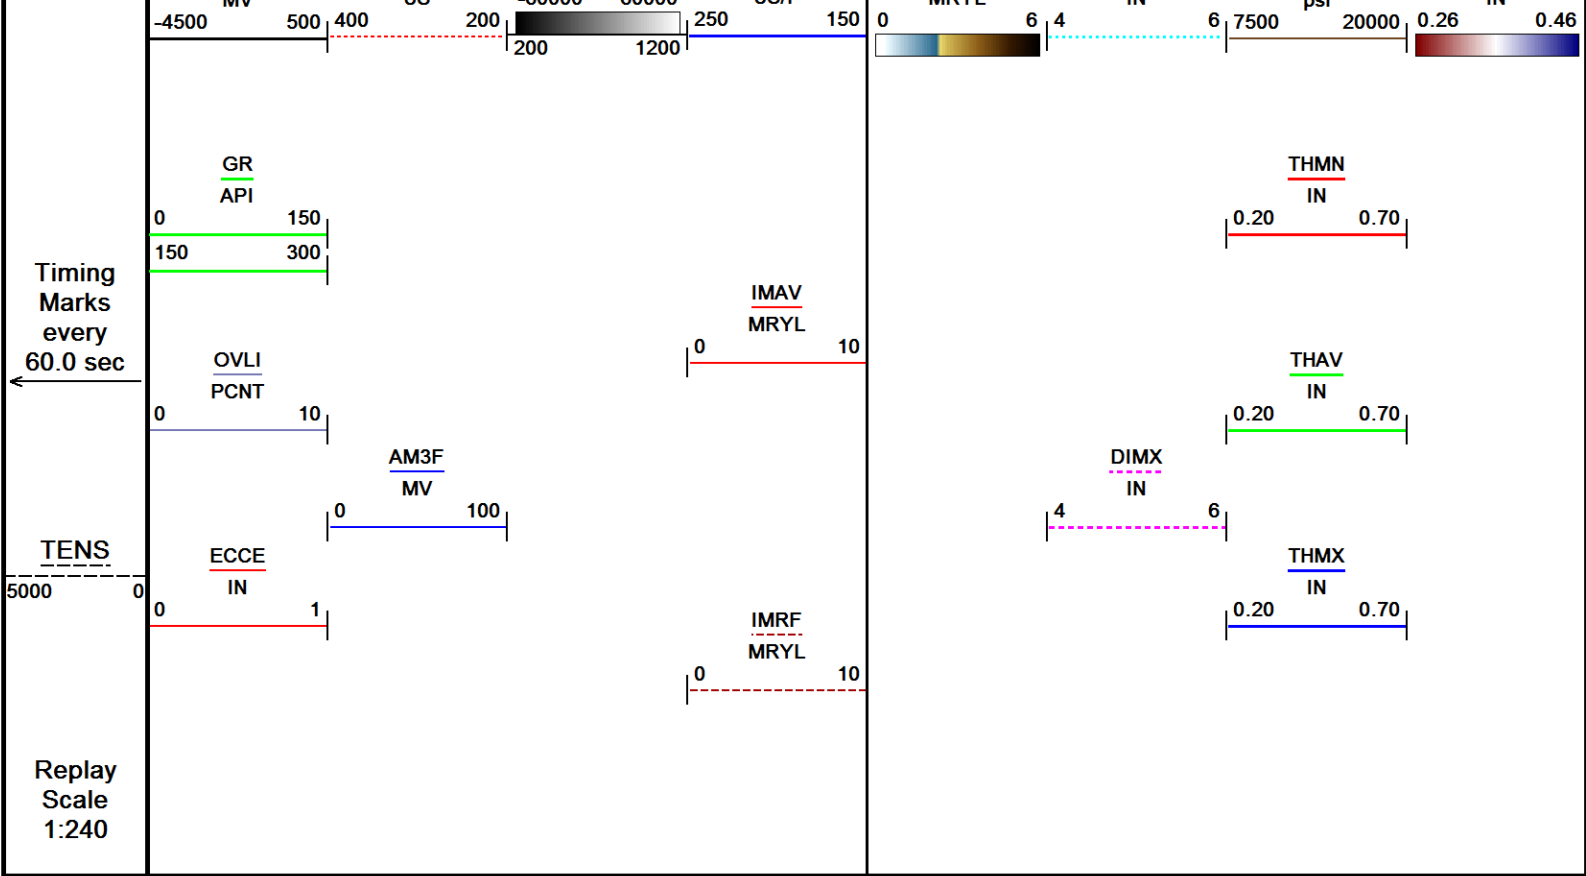 -4500 500 400 200 200 1200 250 150 0 6 4 6 7500 psi 20000 0.26 0.46
GR
API
0 150
150 300
THMN
IN
0.20 0.70
Timing
Marks
every
60.0 sec
IMAV
MRYL
0 10
OVLI
PCNT
0 10
THAV
IN
0.20 0.70
AM3F
MV
0 100
DIMX
IN
4 6
TENS
5000 0
ECCE
IN
0 1
THMX
IN
0.20 0.70
IMRF
MRYL
0 10
Replay
Scale
1:240